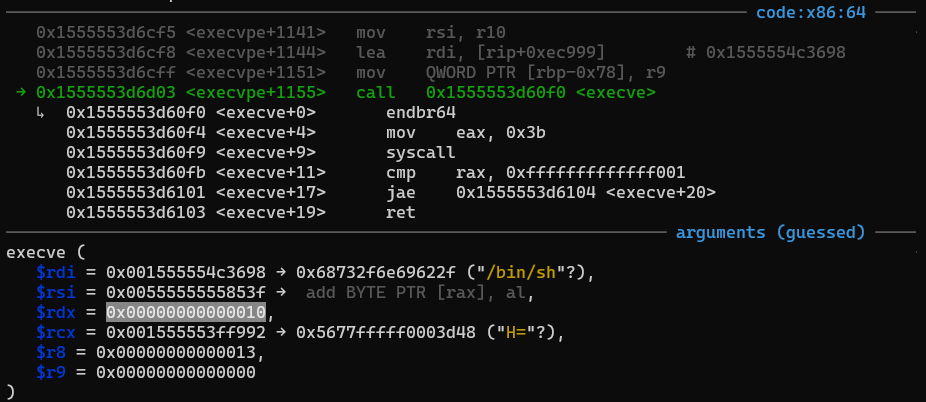 code:x86:64
0x1555553d6cf5 <execvpe+1141> mov rsi, r10
0x1555553d6cf8 <execvpe+1144> lea rdi, [rip+0xec999] # 0x1555554c3698
0x1555553d6cff <execvpe+1151> mov QWORD PTR [rbp-0x78], r9
→ 0x1555553d6d03 <execvpe+1155> call 0x1555553d60f0 <execve>
↳ 0x1555553d60f0 <execve+0> endbr64
0x1555553d60f4 <execve+4> mov eax, 0x3b
0x1555553d60f9 <execve+9> syscall
0x1555553d60fb <execve+11> cmp rax, 0xfffffffffffff001
0x1555553d6101 <execve+17> jae 0x1555553d6104 <execve+20>
0x1555553d6103 <execve+19> ret
arguments (guessed)
execve (
$rdi = 0x001555554c3698 → 0x68732f6e69622f ("/bin/sh"?),
$rsi = 0x0055555555853f → add BYTE PTR [rax], al,
$rdx = 0x00000000000010,
$rcx = 0x001555553ff992 → 0x5677fffff0003d48 ("H="?),
$r8 = 0x00000000000013,
$r9 = 0x00000000000000
)